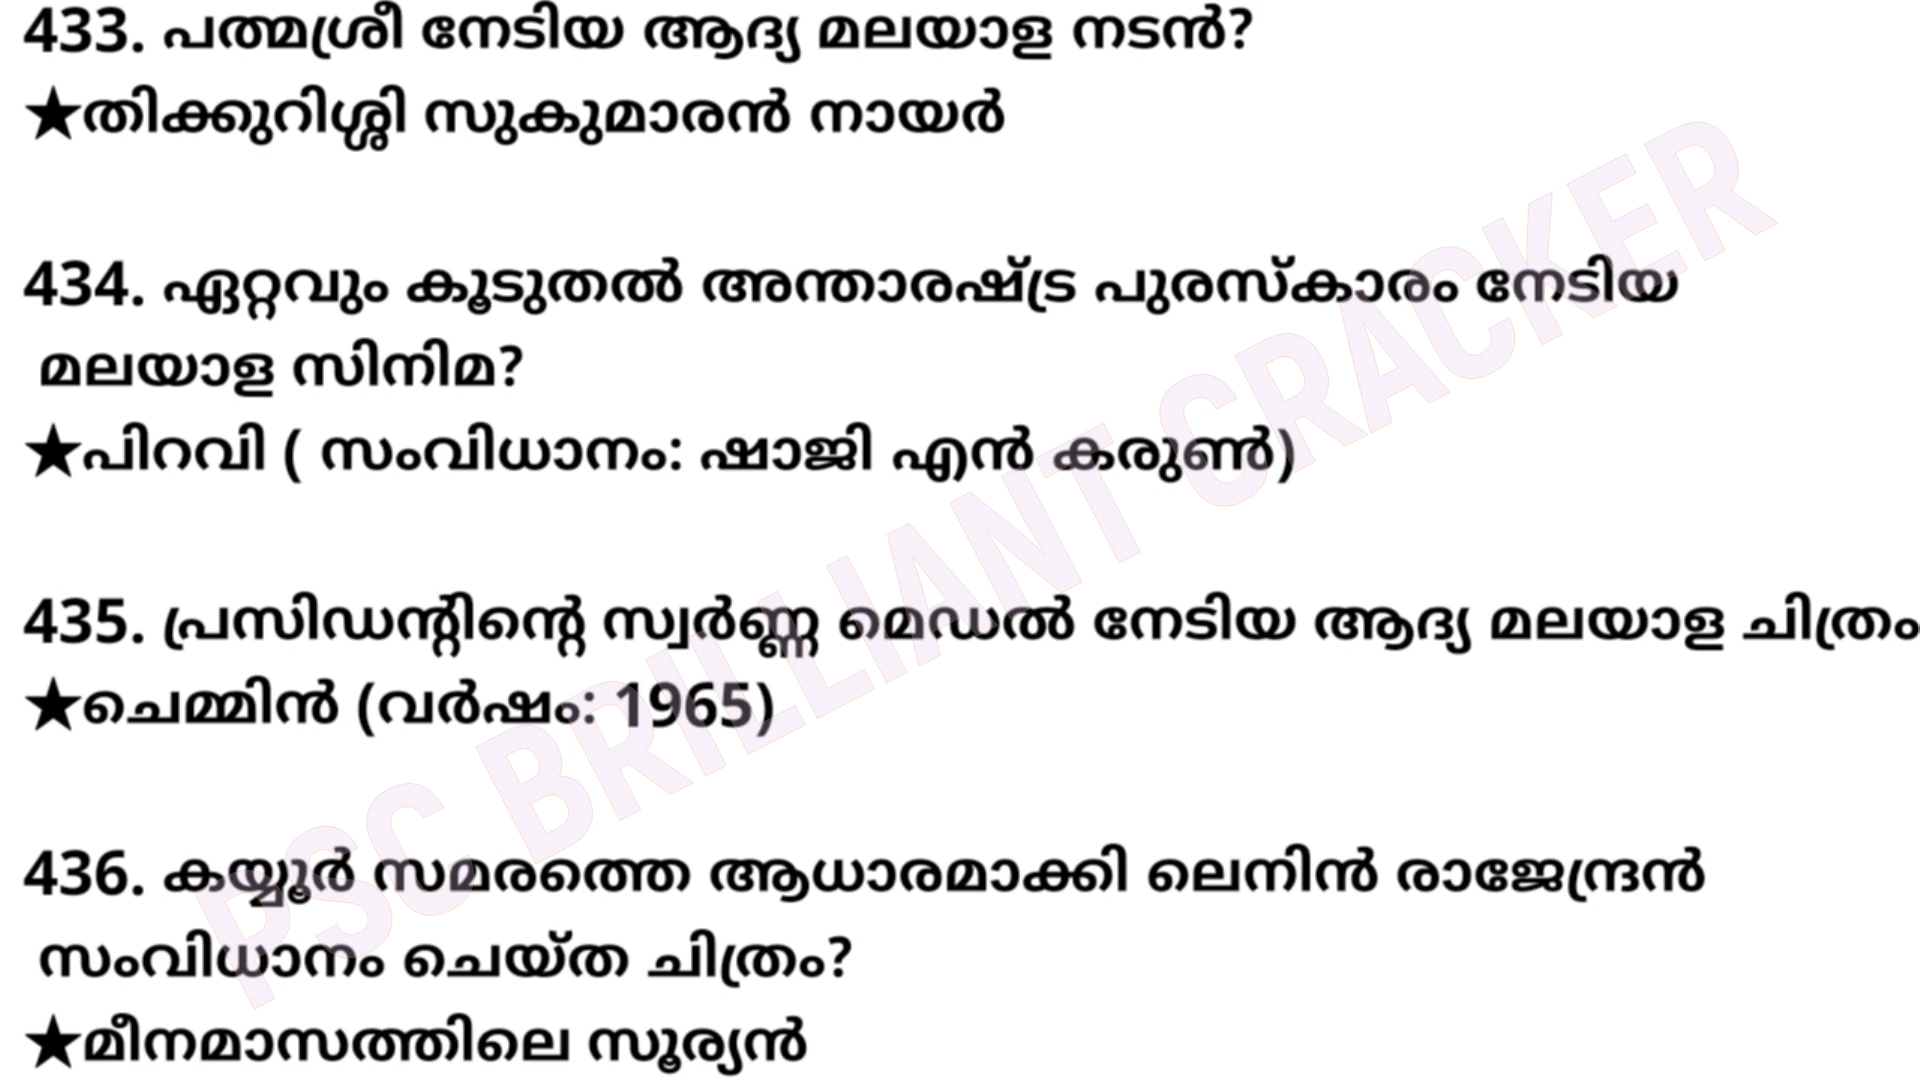 433. പത്മശ്രീ നേടിയ ആദ്യ മലയാള നടൻ?
★തിക്കുറിശ്ശി സുകുമാരൻ നായർ
434. ഏറ്റവും കൂടുതൽ അന്താരഷ്ട്ര പുരസ്കാരം നേടിയ
മലയാള സിനിമ?
★പിറവി ( സംവിധാനം: ഷാജി എൻ കരുൺ)
435. പ്രസിഡന്റിന്റെ സ്വർണ്ണ മെഡൽ നേടിയ ആദ്യ മലയാള ചിത്രം
★ചെമ്മിൻ (വർഷം: 1965)
436. കയ്യൂർ സമരത്തെ ആധാരമാക്കി ലെനിൻ രാജേന്ദ്രൻ
സംവിധാനം ചെയ്ത ചിത്രം?
★മീനമാസത്തിലെ സൂര്യൻ
PSC BRILLIANT CRACKER